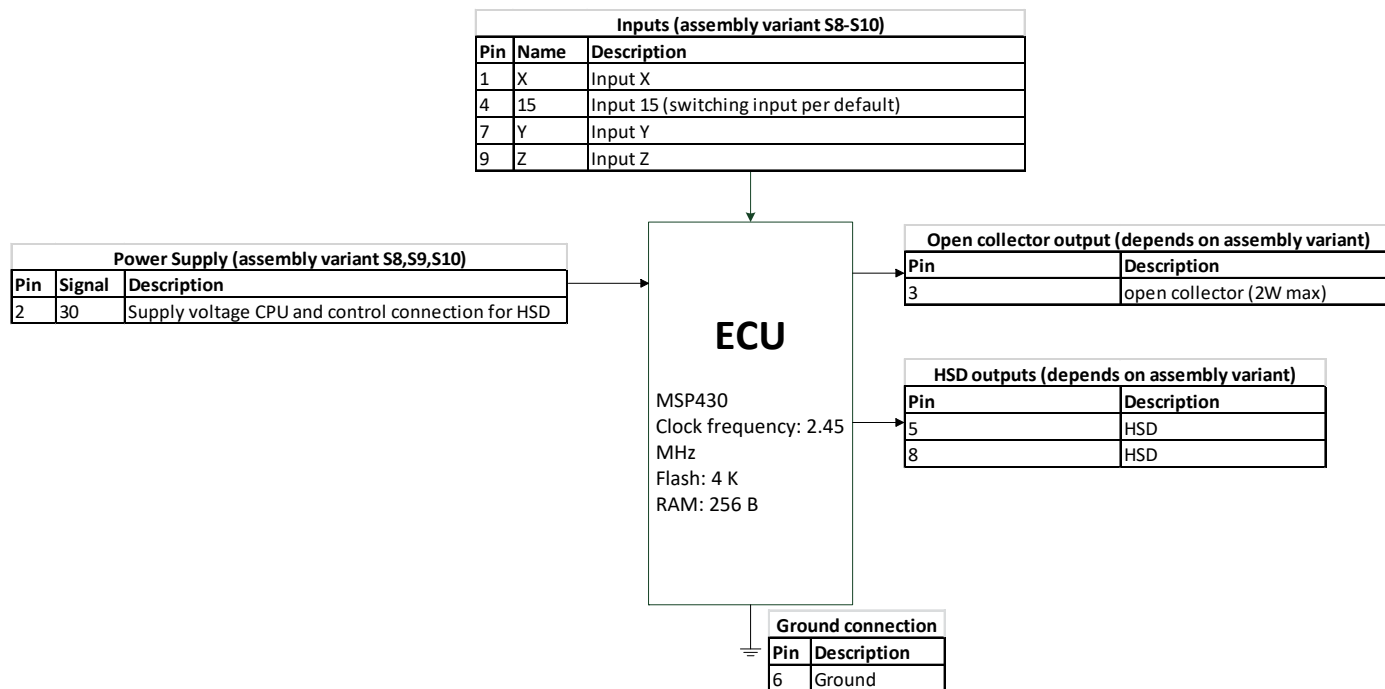 Inputs (assembly variant S8-S10)
Pin Name Description
1 X Input X
4 15 Input 15 (switching input per default)
7 Y Input Y
9 Z Input Z
Power Supply (assembly variant S8,S9,S10)
Pin Signal Description
2 30 Supply voltage CPU and control connection for HSD
ECU
MSP430
Clock frequency: 2.45
MHz
Flash: 4 K
RAM: 256 B
Open collector output (depends on assembly variant)
Pin Description
3 open collector (2W max)
HSD outputs (depends on assembly variant)
Pin Description
5 HSD
8 HSD
Ground connection
Pin Description
6 Ground